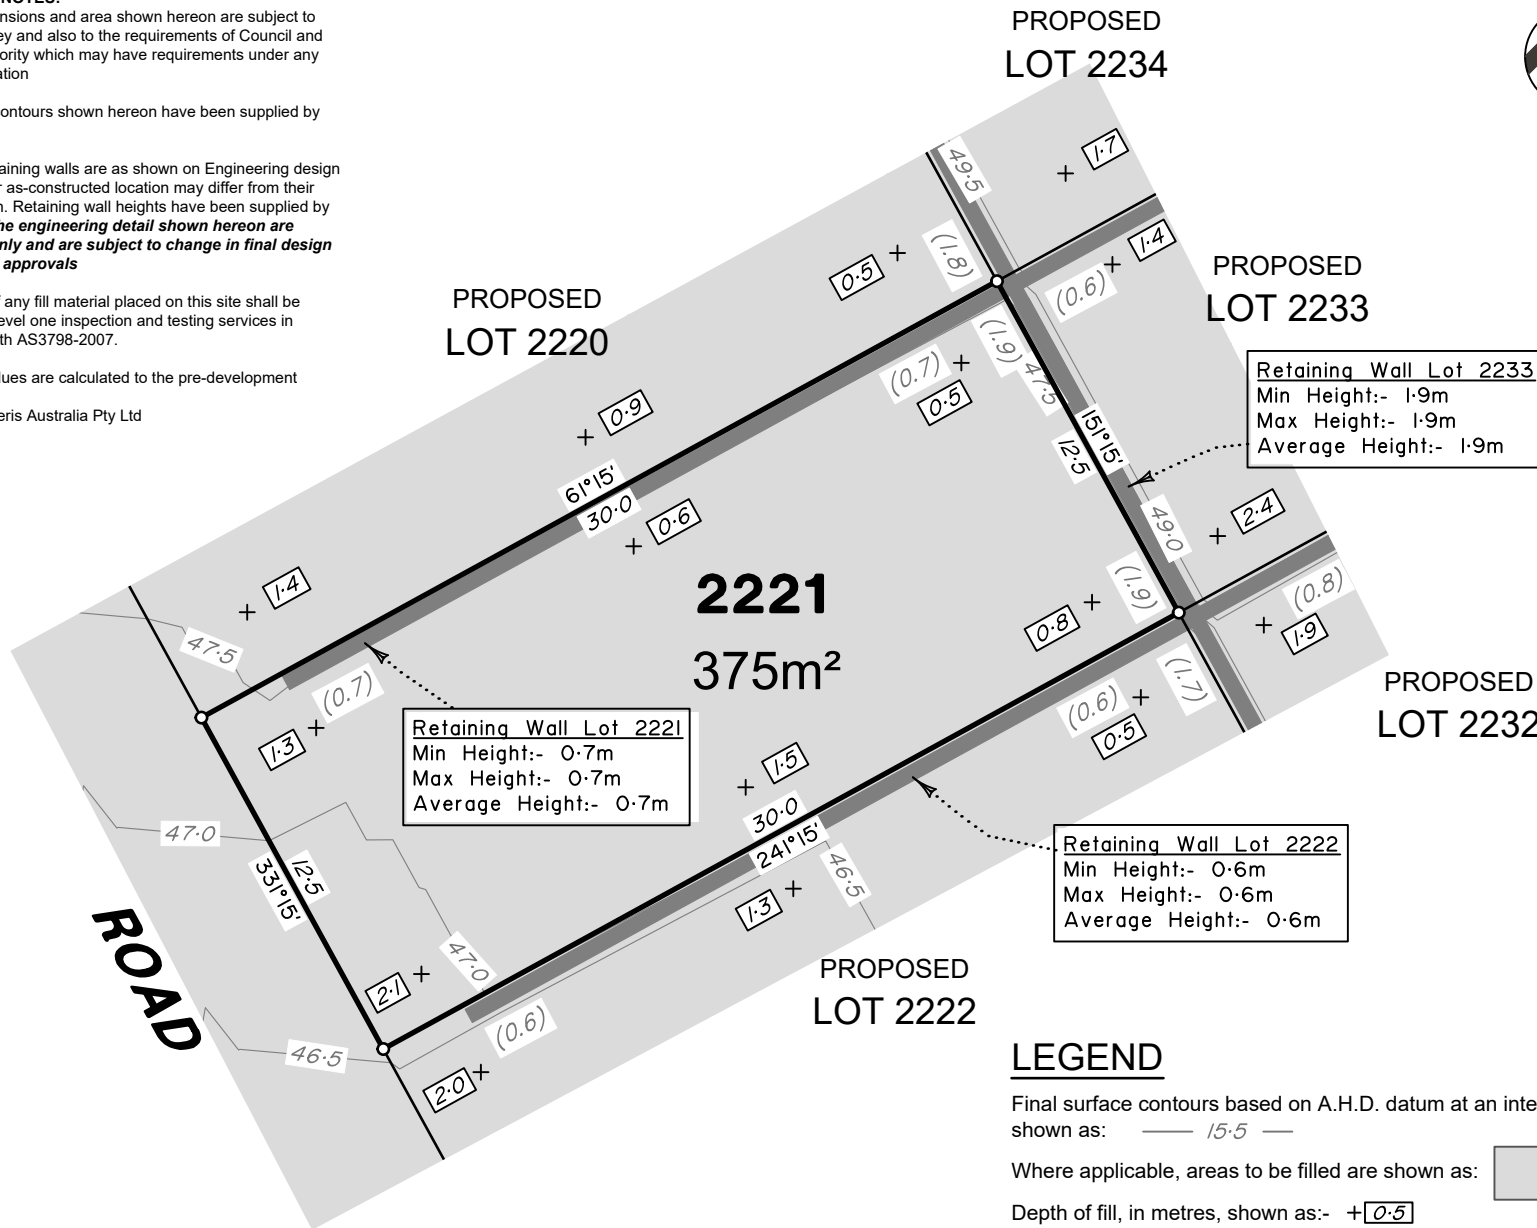 NOTES:
nsions and area shown hereon are subject to
ey and also to the requirements of Council and
ority which may have requirements under any
ation
ontours shown hereon have been supplied by
aining walls are as shown on Engineering design
r as-constructed location may differ from their
n. Retaining wall heights have been supplied by
he engineering detail shown hereon are
nly and are subject to change in final design
approvals
f any fill material placed on this site shall be
evel one inspection and testing services in
th AS3798-2007.
lues are calculated to the pre-development
eris Australia Pty Ltd
PROPOSED
LOT 2234
49.5
1.7
1.4
(1.8)
0.5
(0.6)
PROPOSED
LOT 2233
PROPOSED
LOT 2220
(1.9)
47.5
(0.7)
0.5
0.9
151°15'
12.5
Retaining Wall Lot 2233
Min Height:- 1.9m
Max Height:- 1.9m
Average Height:- 1.9m
61°15'
30.0
0.6
49.0
2.4
1.4
2221
375m²
(1.9)
0.8
(0.8)
1.9
47.5
(0.7)
1.3
(1.7)
(0.6)
0.5
PROPOSED
LOT 2232
Retaining Wall Lot 2221
Min Height:- 0.7m
Max Height:- 0.7m
Average Height:- 0.7m
1.5
30.0
241°15'
47.0
46.5
Retaining Wall Lot 2222
Min Height:- 0.6m
Max Height:- 0.6m
Average Height:- 0.6m
12.5
331°15'
1.3
ROAD
47.0
2.1
(0.6)
46.5
2.0
PROPOSED
LOT 2222
LEGEND
Final surface contours based on A.H.D. datum at an inte
shown as: 15.5
Where applicable, areas to be filled are shown as:
Depth of fill, in metres, shown as:- +0.5